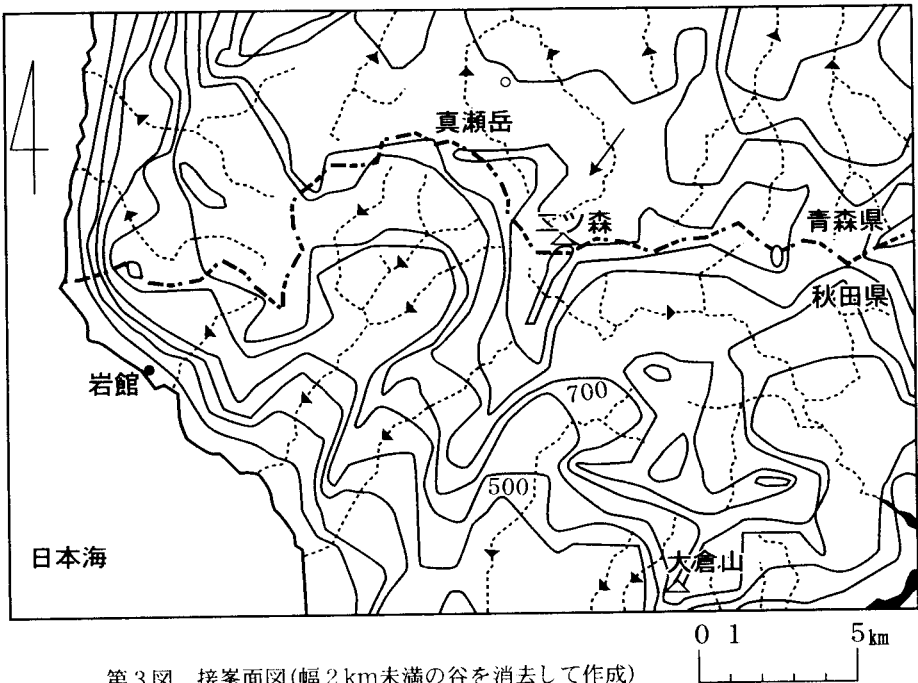 真瀬岳
二ツ森
青森県
秋田県
岩館
700
500
日本海
大倉山
0 1 5km
第3図 接峯面図(幅2km未満の谷を消去して作成)